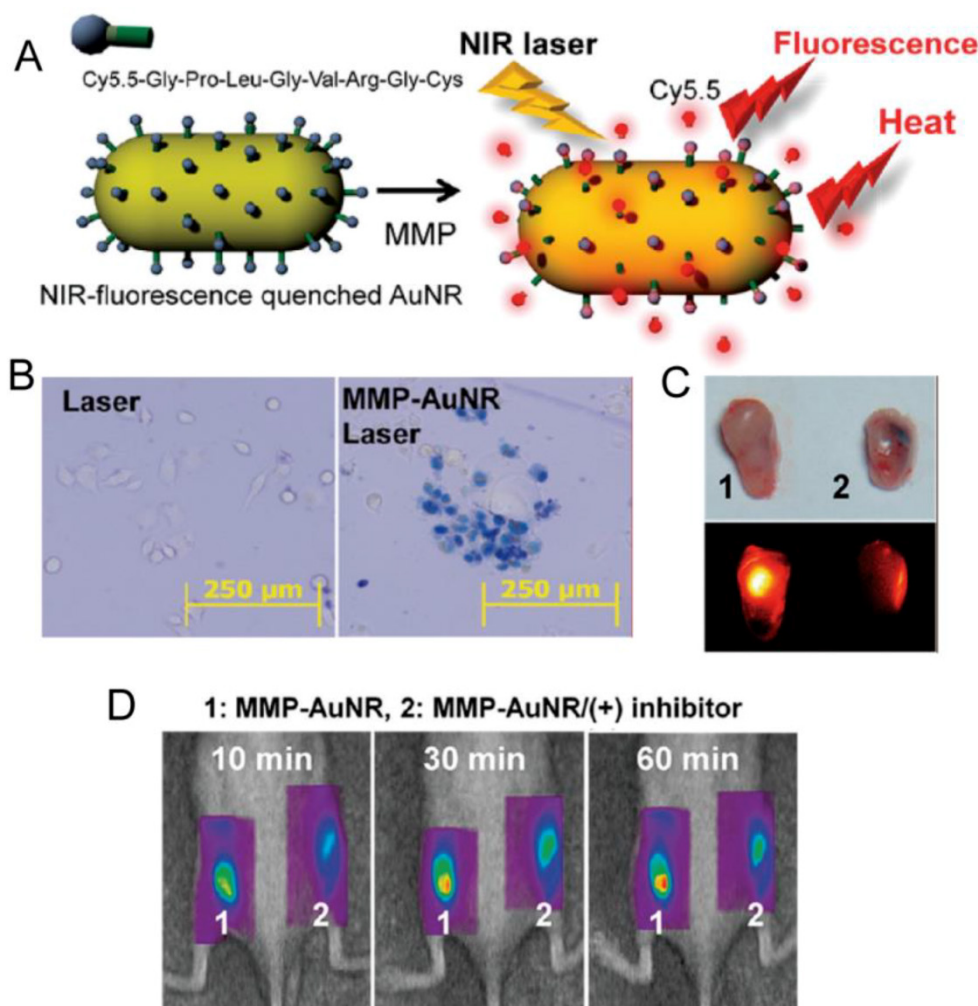 A
Cy5.5-Gly-Pro-Leu-Gly-Val-Arg-Gly-Cys
NIR laser
Fluorescence
Cy5.5
Heat
MMP
NIR-fluorescence quenched AuNR
B
Laser
250 µm
MMP-AuNR
Laser
250 µm
C
1
2
D
1: MMP-AuNR, 2: MMP-AuNR/(+) inhibitor
10 min
30 min
60 min
1
2
1
2
1
2